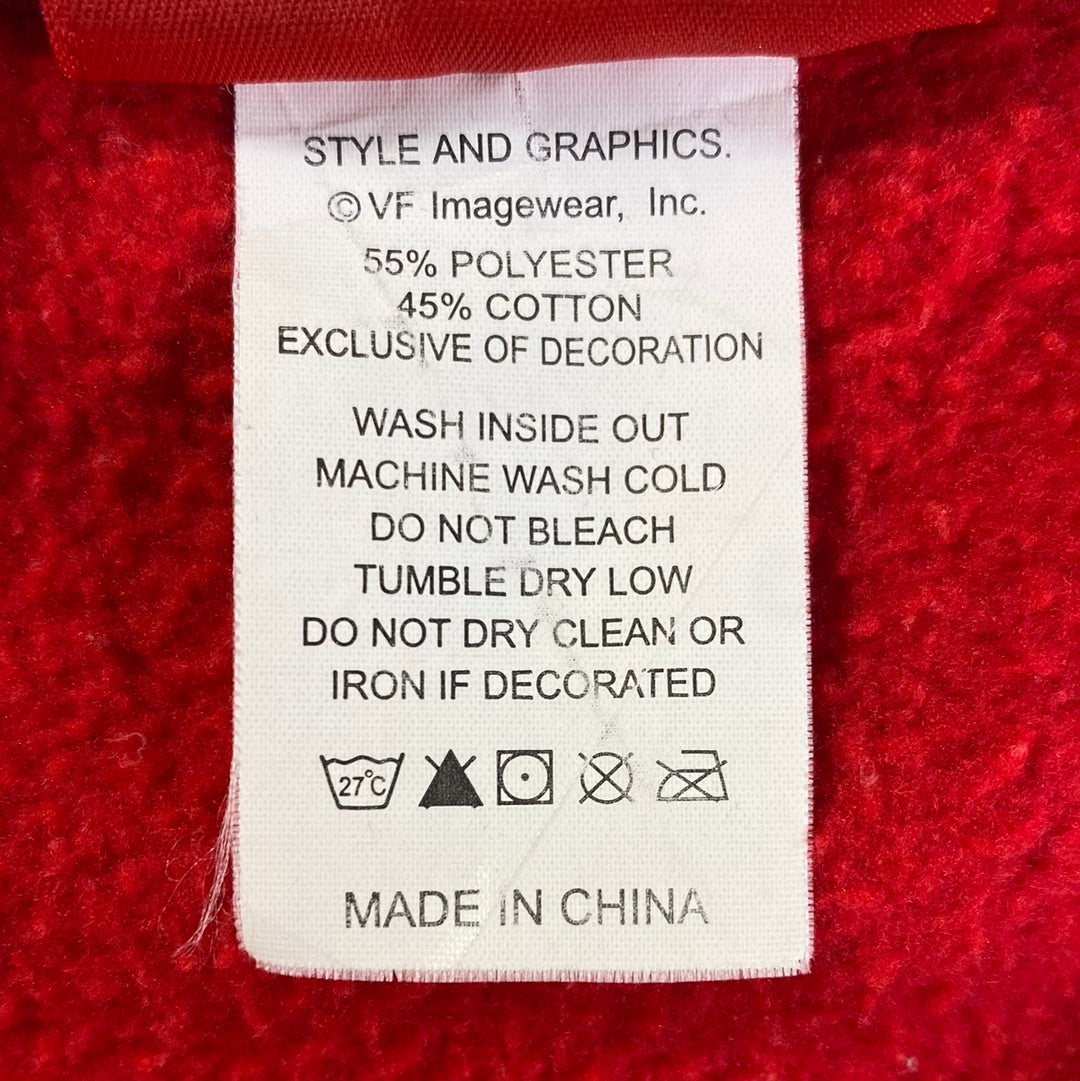 STYLE AND GRAPHICS.
© VF Imagewear, Inc.
55% POLYESTER
45% COTTON
EXCLUSIVE OF DECORATION
WASH INSIDE OUT
MACHINE WASH COLD
DO NOT BLEACH
TUMBLE DRY LOW
DO NOT DRY CLEAN OR
IRON IF DECORATED
27°C
MADE IN CHINA